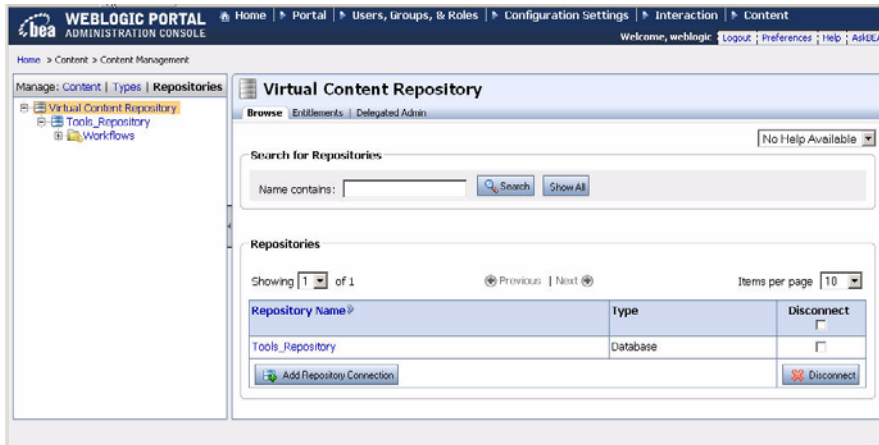 bea WEBLOGIC PORTAL ADMINISTRATION CONSOLE
Home | Portal | Users, Groups, & Roles | Configuration Settings | Interaction | Content
Welcome, weblogic Logout Preferences Help AskBEA
Home > Content > Content Management
Manage: Content | Types | Repositories
Virtual Content Repository
Tools_Repository
Workflows
Virtual Content Repository
Browse Entitlements | Delegated Admin
No Help Available
Search for Repositories
Name contains: Search Show All
Repositories
Showing 1 of 1 Previous | Next Items per page 10
Repository Name Type Disconnect
Tools_Repository Database
Add Repository Connection Disconnect